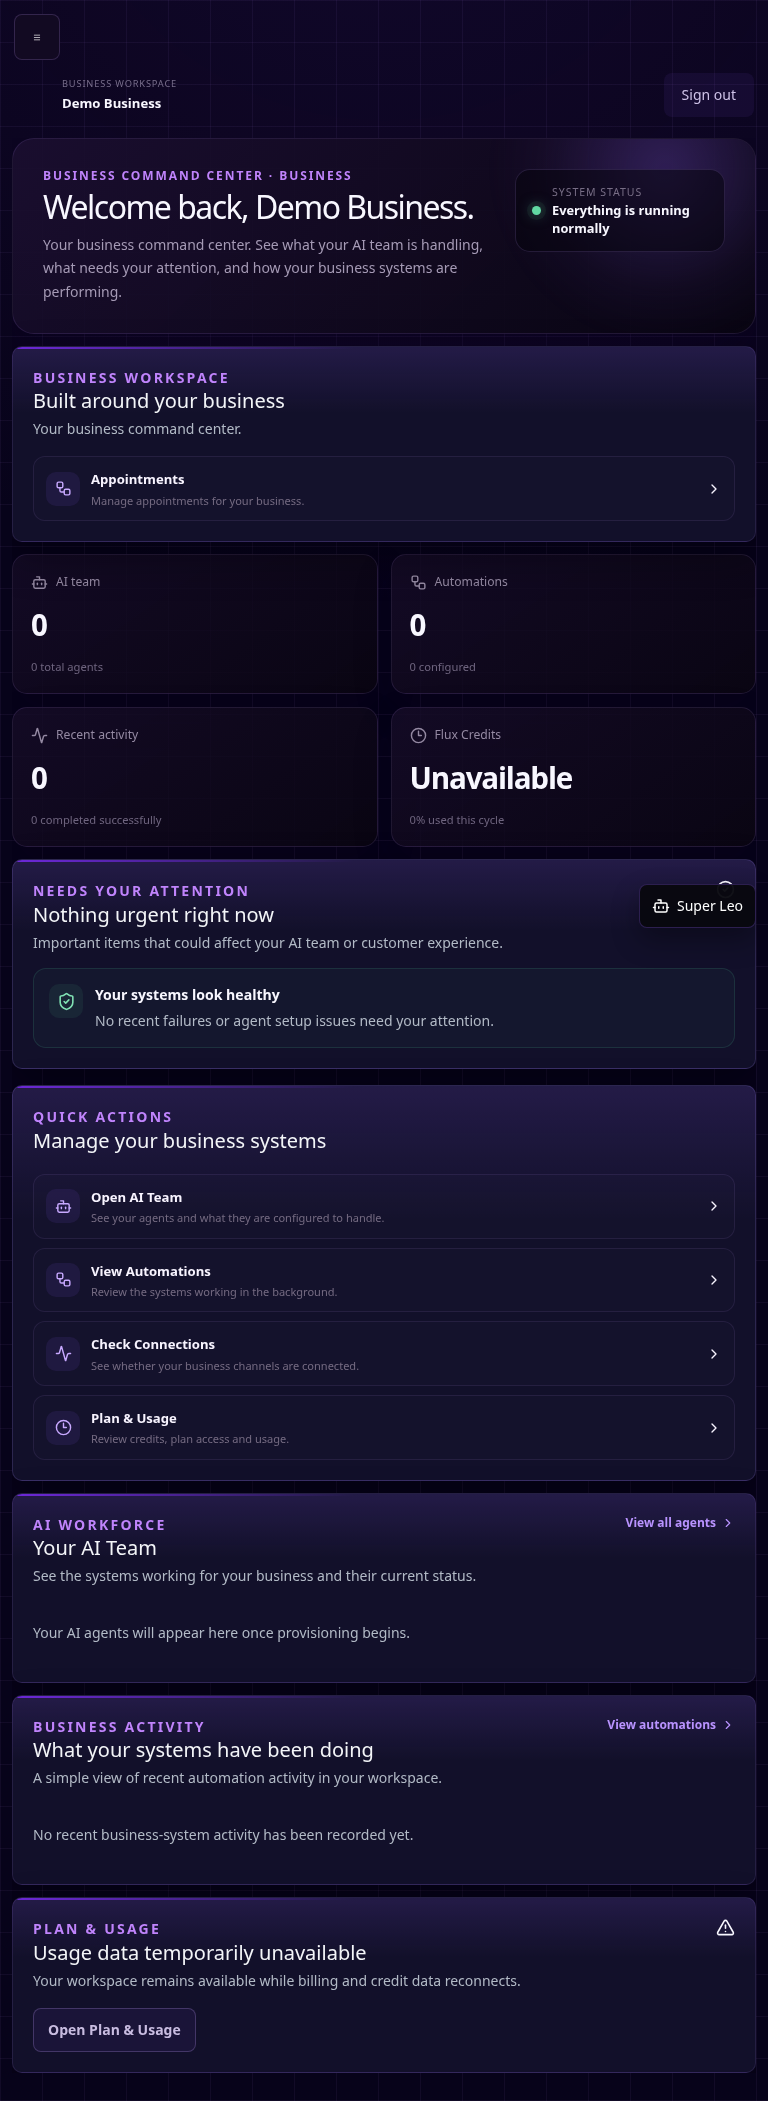 BUSINESS WORKSPACE
Demo Business
Sign out
BUSINESS COMMAND CENTER · BUSINESS
Welcome back, Demo Business.
Your business command center. See what your AI team is handling,
what needs your attention, and how your business systems are
performing.
SYSTEM STATUS
Everything is running
normally
BUSINESS WORKSPACE
Built around your business
Your business command center.
Appointments
Manage appointments for your business.
AI team
0
0 total agents
Automations
0
0 configured
Recent activity
0
0 completed successfully
Flux Credits
Unavailable
0% used this cycle
NEEDS YOUR ATTENTION
Nothing urgent right now
Important items that could affect your AI team or customer experience.
Super Leo
Your systems look healthy
No recent failures or agent setup issues need your attention.
QUICK ACTIONS
Manage your business systems
Open AI Team
See your agents and what they are configured to handle.
View Automations
Review the systems working in the background.
Check Connections
See whether your business channels are connected.
Plan & Usage
Review credits, plan access and usage.
AI WORKFORCE
View all agents
Your AI Team
See the systems working for your business and their current status.
Your AI agents will appear here once provisioning begins.
BUSINESS ACTIVITY
View automations
What your systems have been doing
A simple view of recent automation activity in your workspace.
No recent business-system activity has been recorded yet.
PLAN & USAGE
Usage data temporarily unavailable
Your workspace remains available while billing and credit data reconnects.
Open Plan & Usage